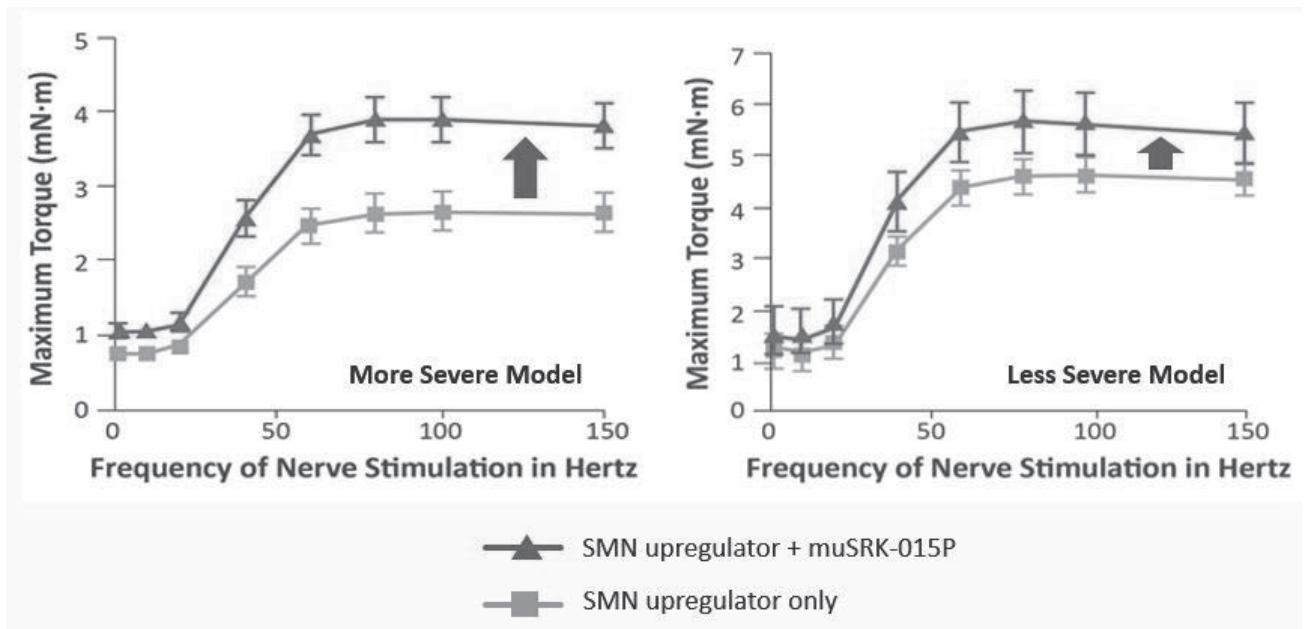 5
4
3
2
1
0
Maximum Torque (mN·m)
More Severe Model
0 50 100 150
Frequency of Nerve Stimulation in Hertz
7
6
5
4
3
2
1
0
Maximum Torque (mN·m)
Less Severe Model
0 50 100 150
Frequency of Nerve Stimulation in Hertz
SMN upregulator + muSRK-015P
SMN upregulator only